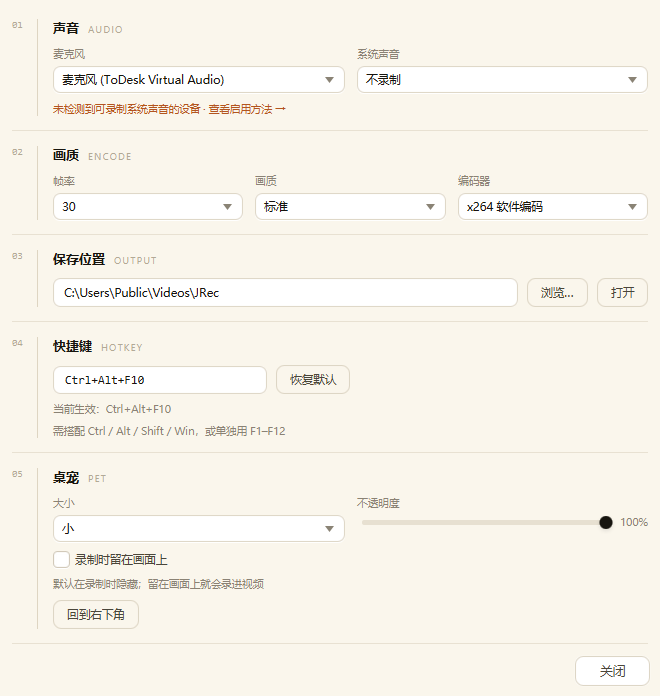 01 声音 AUDIO
麦克风 系统声音
麦克风 (ToDesk Virtual Audio) 不录制
未检测到可录制系统声音的设备 · 查看启用方法 →
02 画质 ENCODE
帧率 画质 编码器
30 标准 x264 软件编码
03 保存位置 OUTPUT
C:\Users\Public\Videos\JRec 浏览... 打开
04 快捷键 HOTKEY
Ctrl+Alt+F10 恢复默认
当前生效：Ctrl+Alt+F10
需搭配 Ctrl / Alt / Shift / Win，或单独用 F1–F12
05 桌宠 PET
大小 不透明度
小 100%
录制时留在画面上
默认在录制时隐藏；留在画面上就会录进视频
回到右下角
关闭